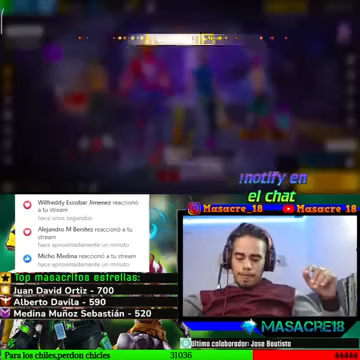 !notify en
el chat
Masacre_18
Masacre_18
Wilfreddy Escobar Jimenez reaccionó
a tu stream
hace unos segundos
Alejandro M Benitez reaccionó a tu
stream
hace aproximadamente un minuto
Micho Medina reaccionó a tu stream
hace aproximadamente un minuto
Top masacritos estrellas:
Juan David Ortiz - 700
Alberto Davila - 590
Medina Muñoz Sebastián - 520
MASACRE18
Ultimo colaborador: Jose Bautista
Para los chiles,perdon chicles
31036
44444